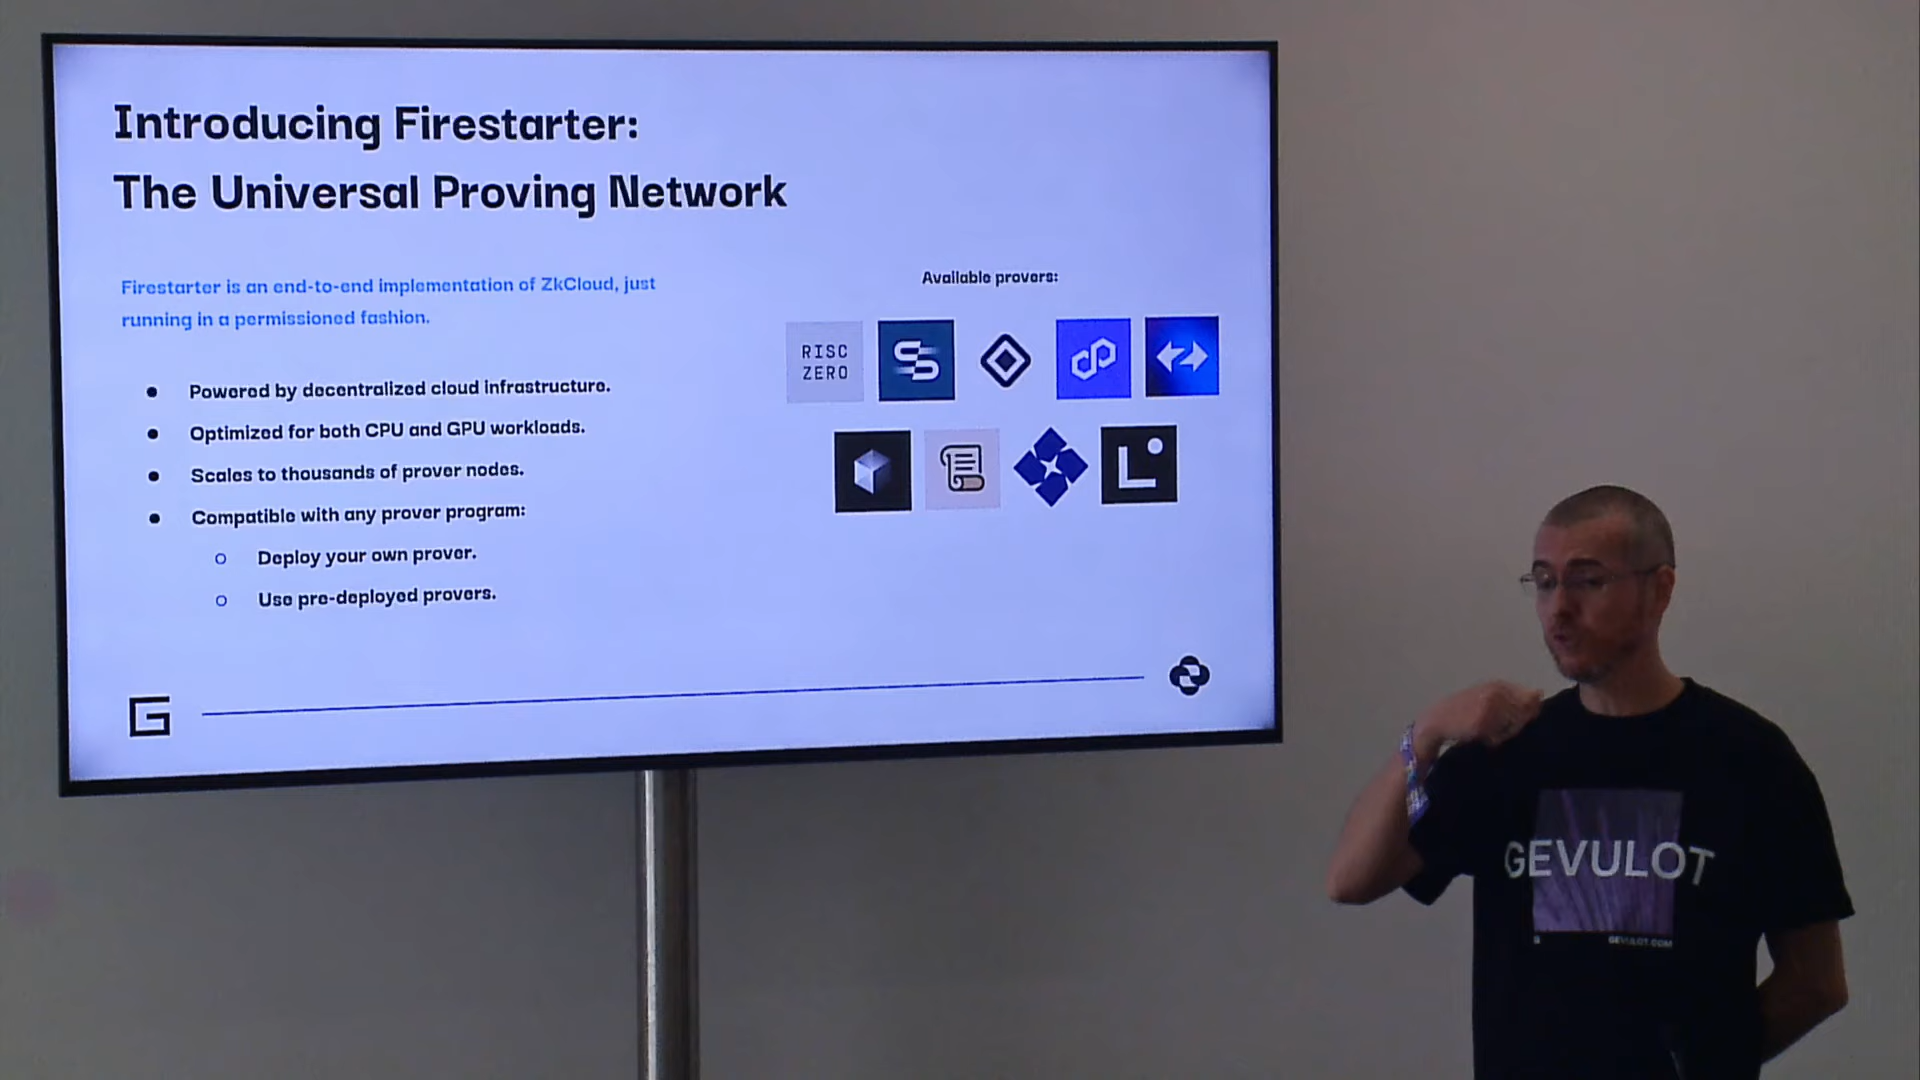 Introducing Firestarter:
The Universal Proving Network
Firestarter is an end-to-end implementation of ZkCloud, just
running in a permissioned fashion.
● Powered by decentralized cloud infrastructure.
● Optimized for both CPU and GPU workloads.
● Scales to thousands of prover nodes.
● Compatible with any prover program:
○ Deploy your own prover.
○ Use pre-deployed provers.
Available provers:
RISC
ZERO
GEVULOT
GEVULOT.COM